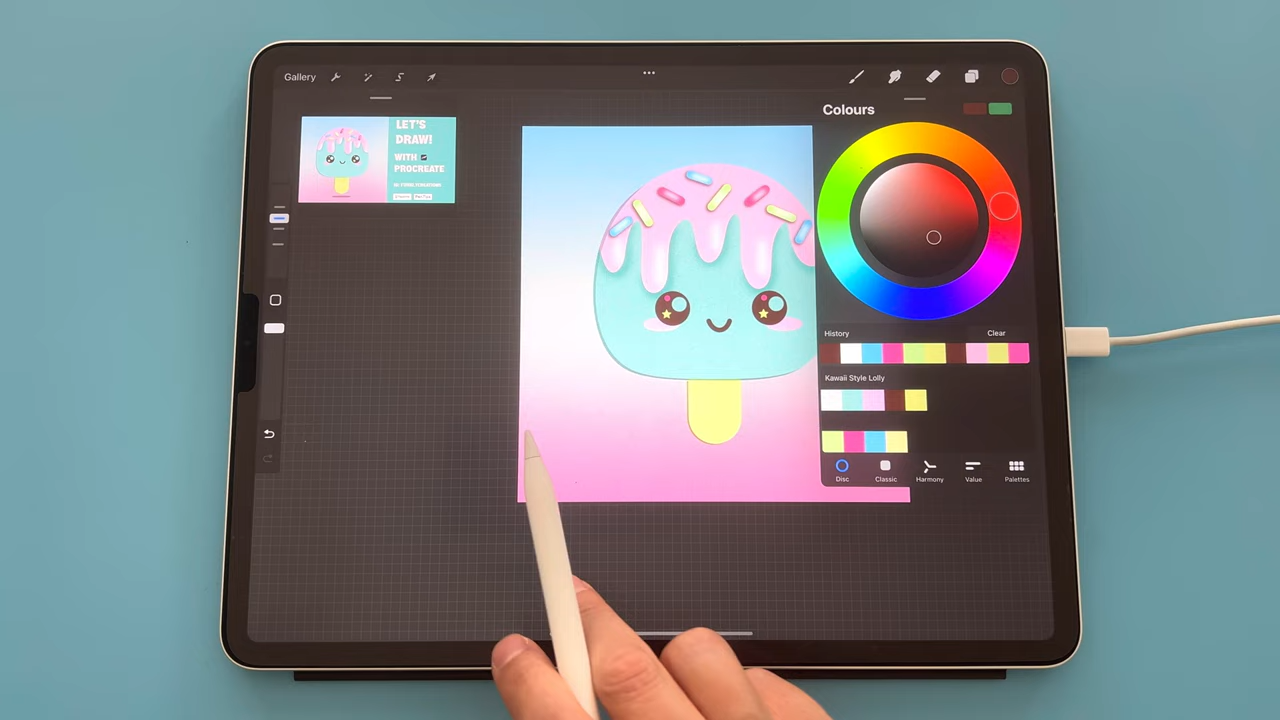 Gallery
LET'S
DRAW!
WITH
PROCREATE
Colours
History
Clear
Kawaii Style Lolly
Disc
Classic
Harmony
Value
Palettes